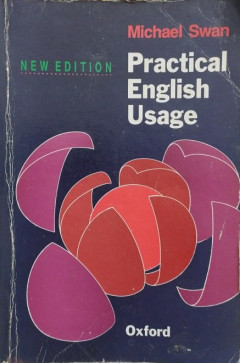 Michael Swan
NEW EDITION
Practical
English
Usage
Oxford